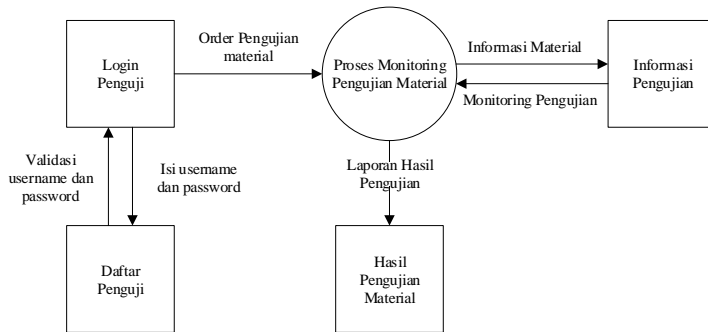 Login
Penguji
Order Pengujian
material
Proses Monitoring
Pengujian Material
Informasi Material
Monitoring Pengujian
Informasi
Pengujian
Validasi
username dan
password
Isi username
dan password
Laporan Hasil
Pengujian
Daftar
Penguji
Hasil
Pengujian
Material